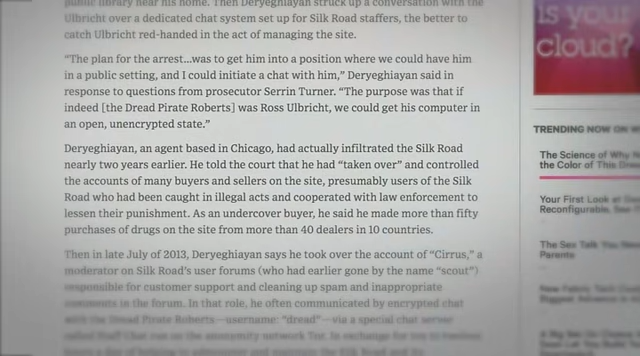 public library near his home. Then Deryeghiayan struck up a conversation with the
Ulbricht over a dedicated chat system set up for Silk Road staffers, the better to
catch Ulbricht red-handed in the act of managing the site.
“The plan for the arrest...was to get him into a position where we could have him
in a public setting, and I could initiate a chat with him,” Deryeghiayan said in
response to questions from prosecutor Serrin Turner. “The purpose was that if
indeed [the Dread Pirate Roberts] was Ross Ulbricht, we could get his computer in
an open, unencrypted state.”
Deryeghiayan, an agent based in Chicago, had actually infiltrated the Silk Road
nearly two years earlier. He told the court that he had “taken over” and controlled
the accounts of many buyers and sellers on the site, presumably users of the Silk
Road who had been caught in illegal acts and cooperated with law enforcement to
lessen their punishment. As an undercover buyer, he said he made more than fifty
purchases of drugs on the site from more than 40 dealers in 10 countries.
Then in late July of 2013, Deryeghiayan says he took over the account of “Cirrus,” a
moderator on Silk Road’s user forums (who had earlier gone by the name “scout”)
responsible for customer support and cleaning up spam and inappropriate
comments in the forum. In that role, he often communicated by encrypted chat
with the Dread Pirate Roberts—username: “dread”—via a special chat server
is your
cloud?
TRENDING NOW ON W
The Science of Why N
the Color of This Dress
Your First Look at
Reconfigurable,
The Sex Talk You Nee
Parents